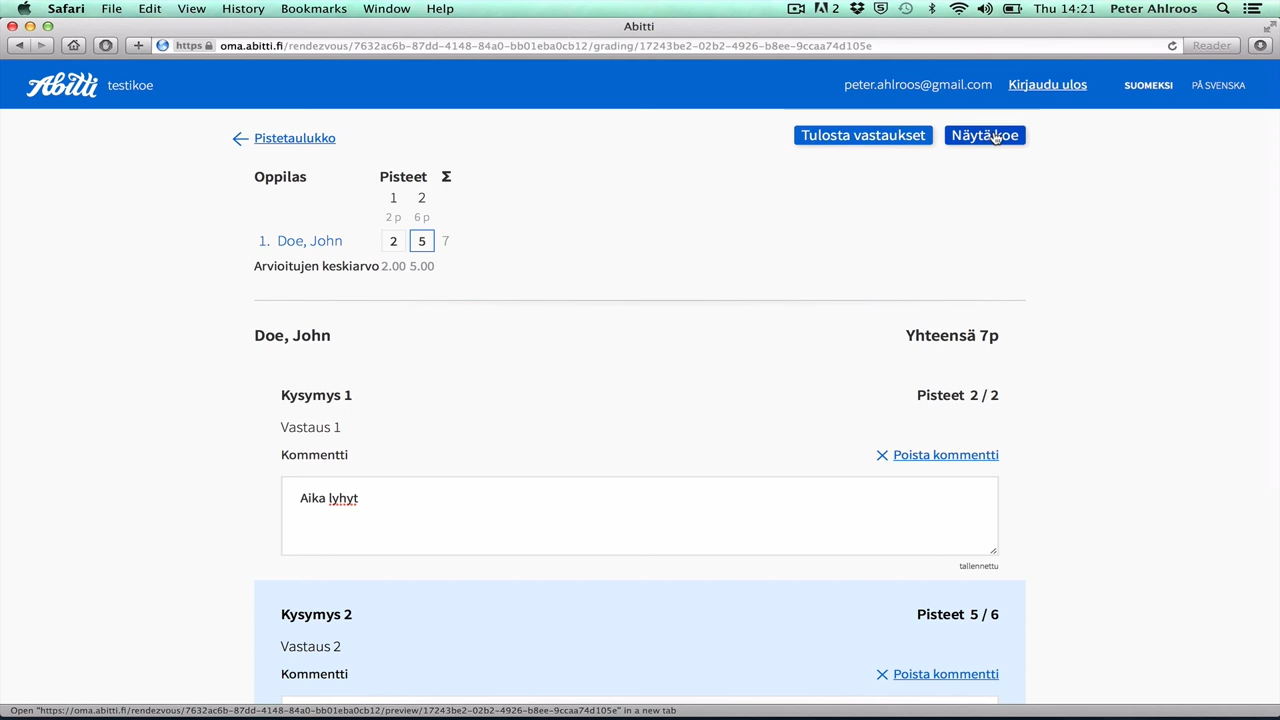 Safari File Edit View History Bookmarks Window Help 2 5 Thu 14:21 Peter Ahlroos
Abitti
https oma.abitti.fi/rendezvous/7632ac6b-87dd-4148-84a0-bb01eba0cb12/grading/17243be2-02b2-4926-b8ee-9ccaa74d105e Reader
Abitti testikoe peter.ahlroos@gmail.com Kirjaudu ulos SUOMEKSI PÅ SVENSKA
Pistetaulukko Tulosta vastaukset Näytä koe
Oppilas Pisteet Σ
1 2
2 p 6 p
1. Doe, John 2 5 7
Arvioitujen keskiarvo 2.00 5.00
Doe, John Yhteensä 7p
Kysymys 1 Pisteet 2 / 2
Vastaus 1
Kommentti Poista kommentti
Aika lyhyt
tallennettu
Kysymys 2 Pisteet 5 / 6
Vastaus 2
Kommentti Poista kommentti
Open "https://oma.abitti.fi/rendezvous/7632ac6b-87dd-4148-84a0-bb01eba0cb12/preview/17243be2-02b2-4926-b8ee-9ccaa74d105e" in a new tab